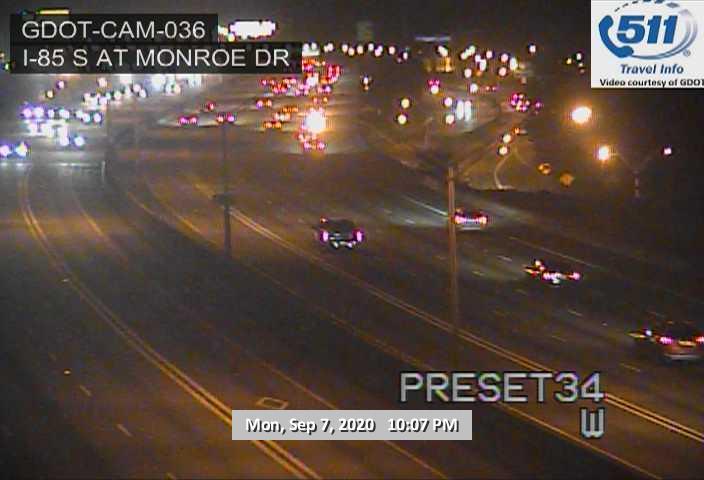 GDOT-CAM-036
I-85 S AT MONROE DR
511
Travel Info
Video courtesy of GDOT
PRESET34
W
Mon, Sep 7, 2020 10:07 PM